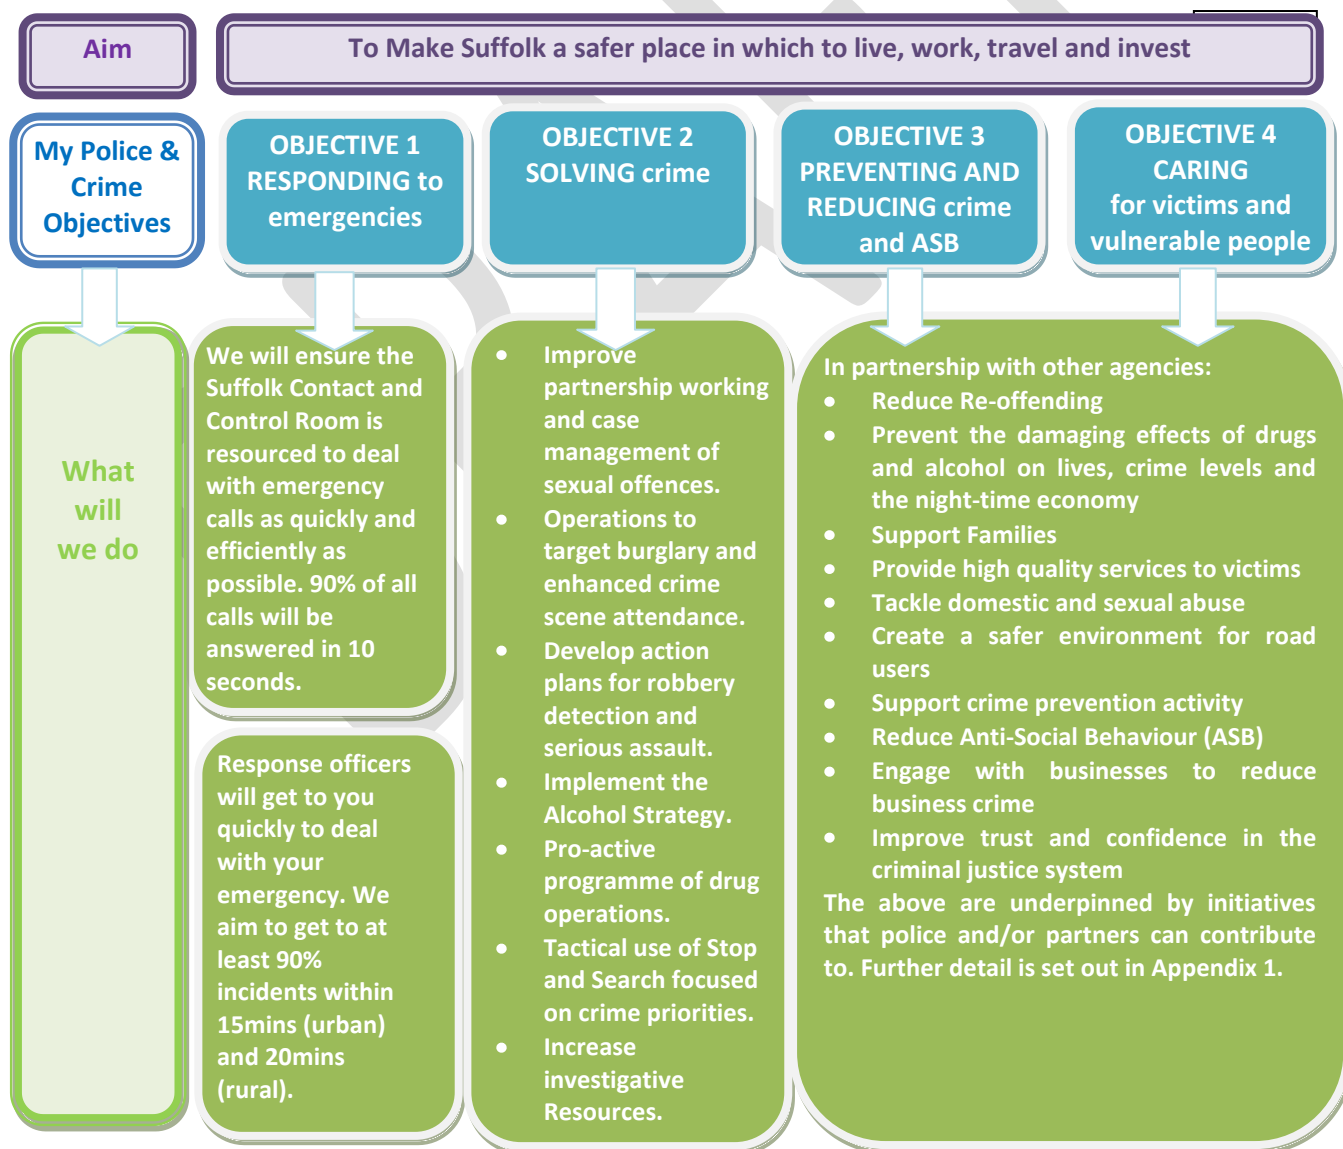 Aim
To Make Suffolk a safer place in which to live, work, travel and invest
My Police &
Crime
Objectives
OBJECTIVE 1
RESPONDING to
emergencies
OBJECTIVE 2
SOLVING crime
OBJECTIVE 3
PREVENTING AND
REDUCING crime
and ASB
OBJECTIVE 4
CARING
for victims and
vulnerable people
What
will
we do
We will ensure the
Suffolk Contact and
Control Room is
resourced to deal
with emergency
calls as quickly and
efficiently as
possible. 90% of all
calls will be
answered in 10
seconds.
Response officers
will get to you
quickly to deal
with your
emergency. We
aim to get to at
least 90%
incidents within
15mins (urban)
and 20mins
(rural).
• Improve
partnership working
and case
management of
sexual offences.
• Operations to
target burglary and
enhanced crime
scene attendance.
• Develop action
plans for robbery
detection and
serious assault.
• Implement the
Alcohol Strategy.
• Pro-active
programme of drug
operations.
• Tactical use of Stop
and Search focused
on crime priorities.
• Increase
investigative
Resources.
In partnership with other agencies:
• Reduce Re-offending
• Prevent the damaging effects of drugs
and alcohol on lives, crime levels and
the night-time economy
• Support Families
• Provide high quality services to victims
• Tackle domestic and sexual abuse
• Create a safer environment for road
users
• Support crime prevention activity
• Reduce Anti-Social Behaviour (ASB)
• Engage with businesses to reduce
business crime
• Improve trust and confidence in the
criminal justice system
The above are underpinned by initiatives
that police and/or partners can contribute
to. Further detail is set out in Appendix 1.